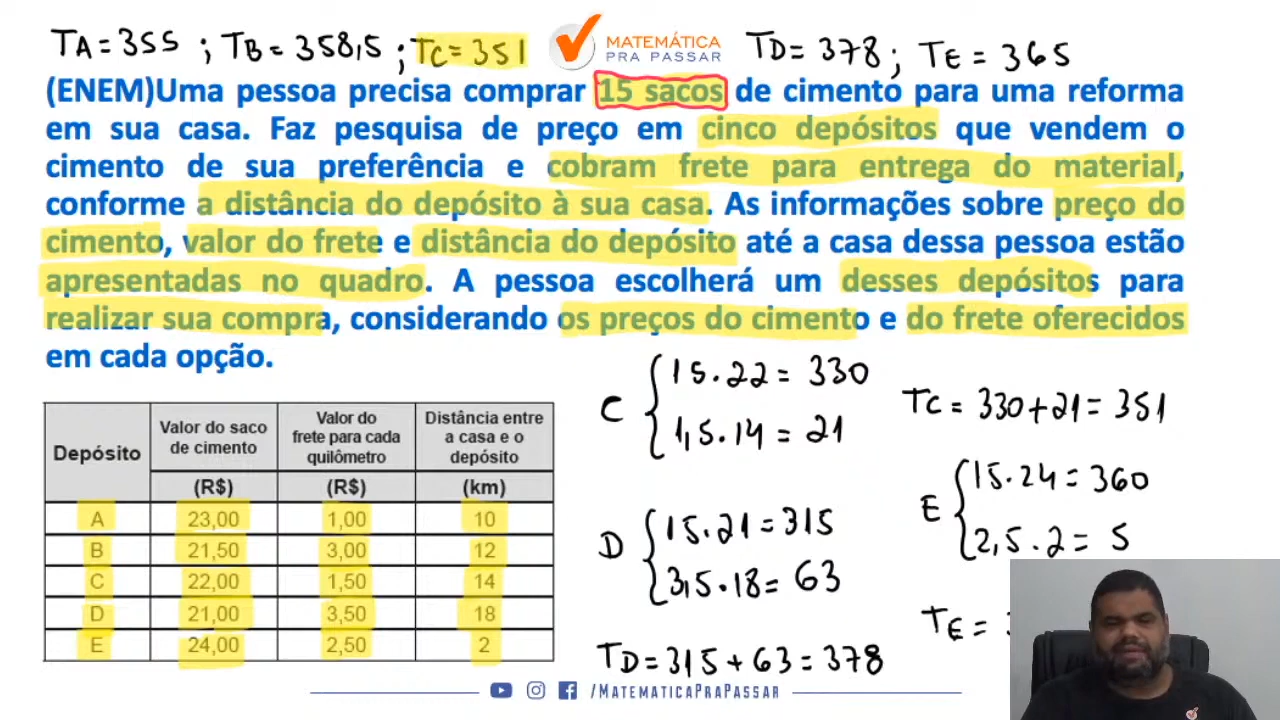 TA = 355 ; TB = 358,5 ; TC = 351
MATEMÁTICA
PRA PASSAR
TD = 378 ; TE = 365
(ENEM)Uma pessoa precisa comprar 15 sacos de cimento para uma reforma
em sua casa. Faz pesquisa de preço em cinco depósitos que vendem o
cimento de sua preferência e cobram frete para entrega do material,
conforme a distância do depósito à sua casa. As informações sobre preço do
cimento, valor do frete e distância do depósito até a casa dessa pessoa estão
apresentadas no quadro. A pessoa escolherá um desses depósitos para
realizar sua compra, considerando os preços do cimento e do frete oferecidos
em cada opção.
Depósito
Valor do saco
de cimento
(R$)
Valor do
frete para cada
quilômetro
(R$)
Distância entre
a casa e o
depósito
(km)
A 23,00 1,00 10
B 21,50 3,00 12
C 22,00 1,50 14
D 21,00 3,50 18
E 24,00 2,50 2
C
15.22 = 330
1,5.14 = 21
TC = 330+21 = 351
D
15.21 = 315
3,5.18 = 63
TD = 315 + 63 = 378
E
15.24 = 360
2,5.2 = 5
TE =
/MATEMATICAPRAPASSAR